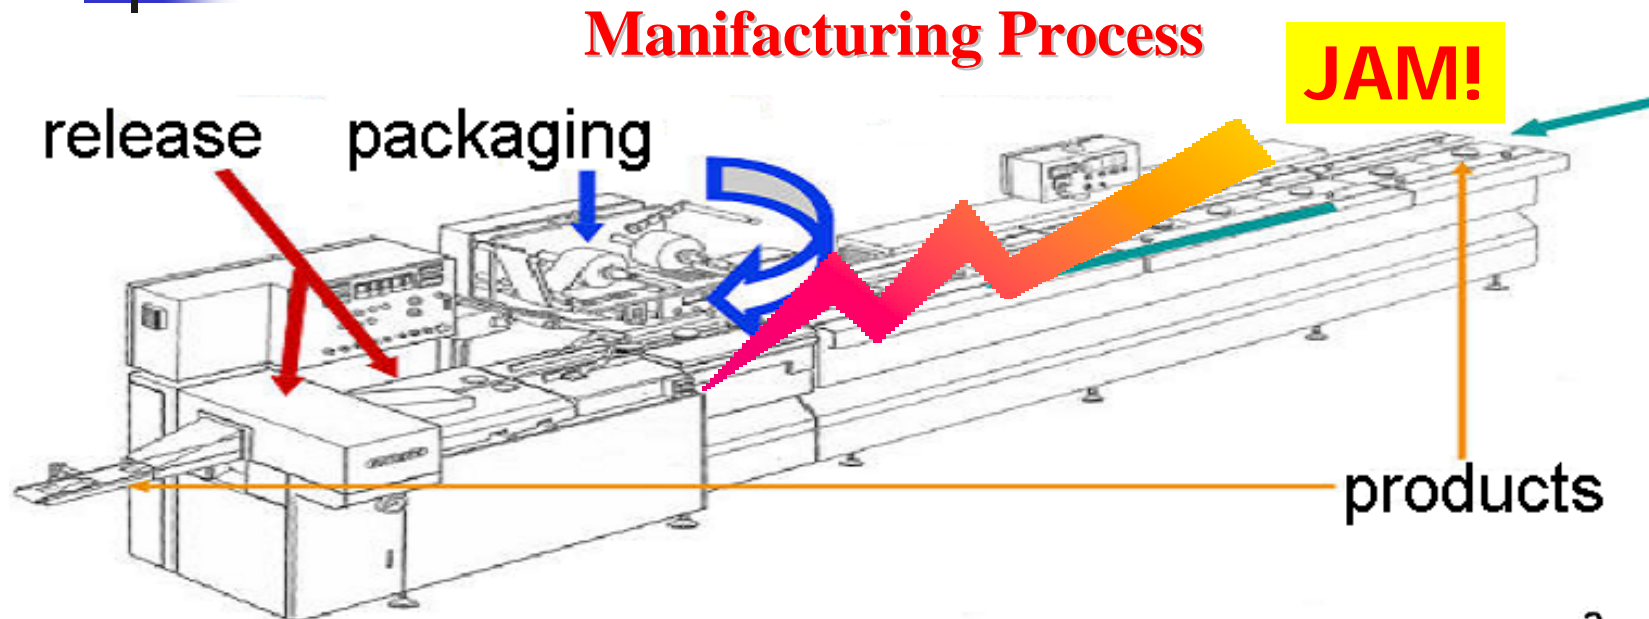 Manifacturing Process
JAM!
release
packaging
products